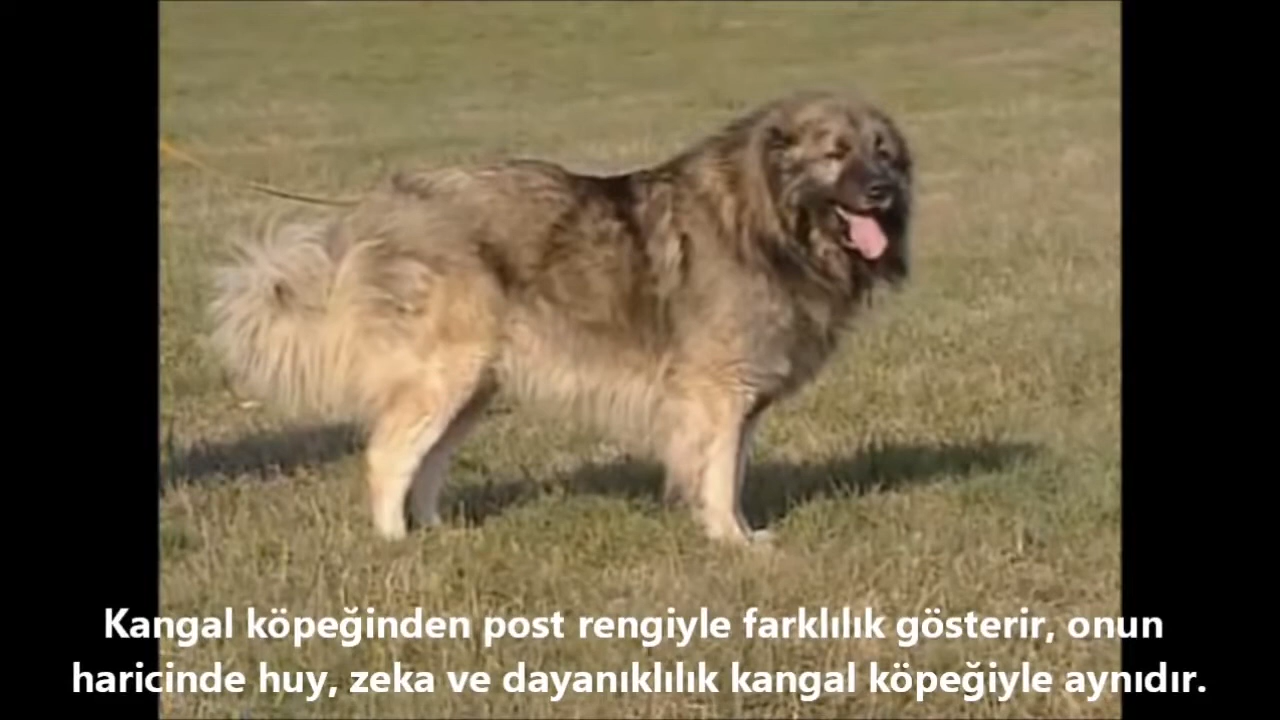 Kangal köpeğinden post rengiyle farklılık gösterir, onun
haricinde huy, zeka ve dayanıklılık kangal köpeğiyle aynıdır.